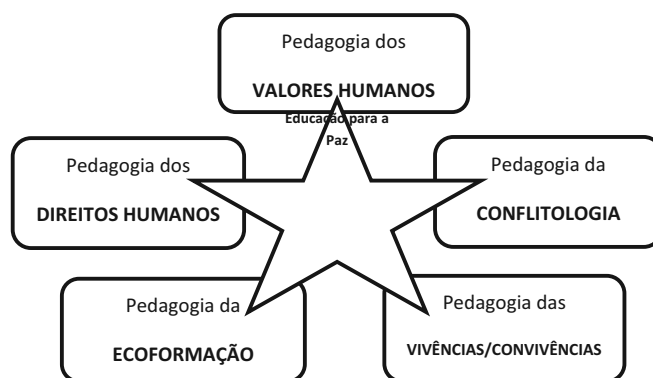 Pedagogia dos
VALORES HUMANOS
Educação para a
Paz
Pedagogia dos
DIREITOS HUMANOS
Pedagogia da
CONFLITOLOGIA
Pedagogia da
ECOFORMAÇÃO
Pedagogia das
VIVÊNCIAS/CONVIVÊNCIAS